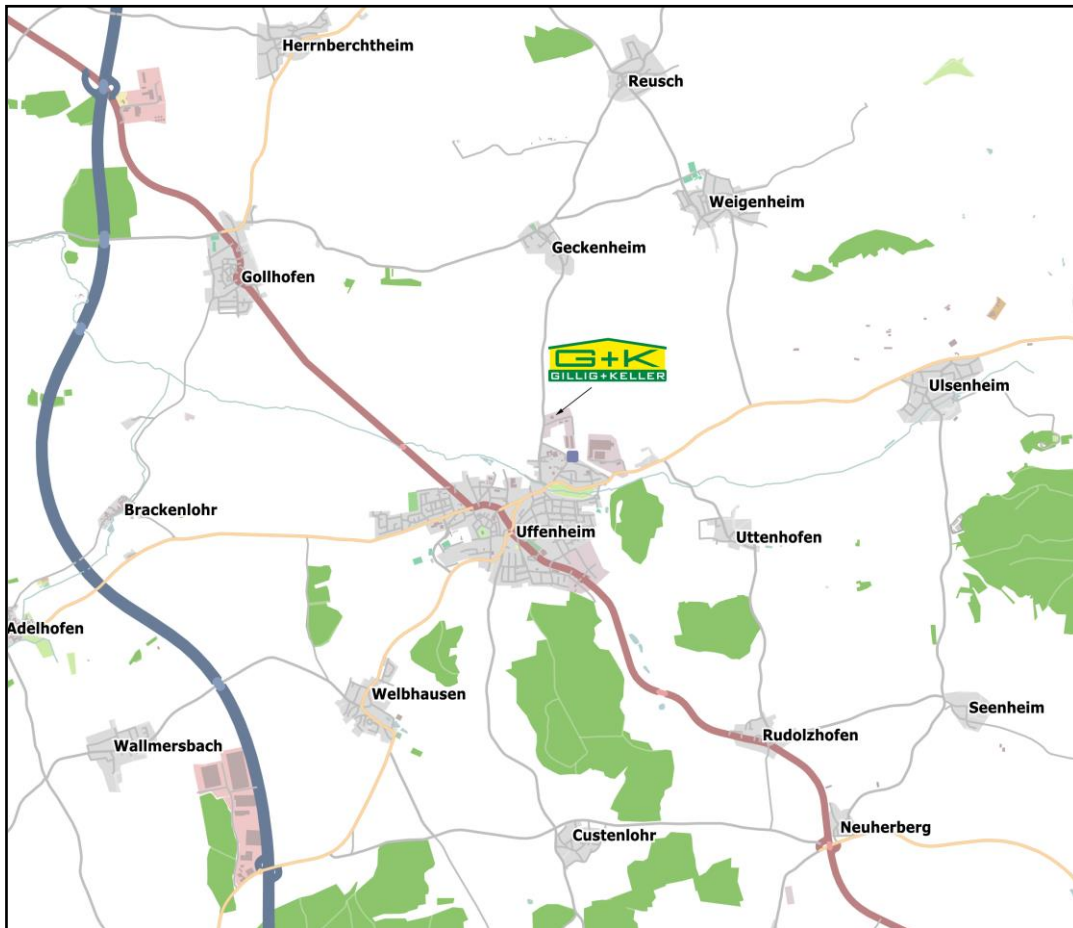 Herrnberchtheim
Reusch
Weigenheim
Geckenheim
Gollhofen
G+K
GILLIG+KELLER
Ulsenheim
Brackenlohr
Uffenheim
Uttenhofen
Adelhofen
Welbhausen
Seenheim
Rudolzhofen
Wallmersbach
Neuherberg
Custenlohr